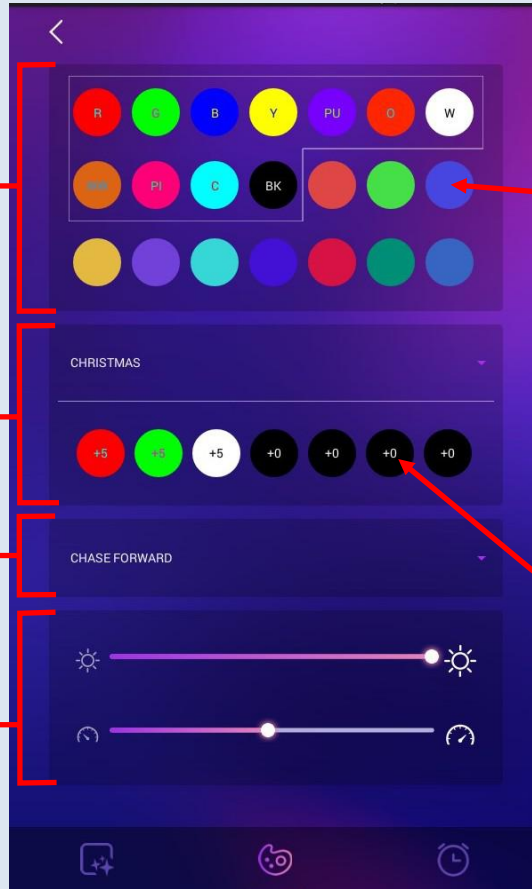 R G B Y PU O W
PI C BK
CHRISTMAS
+5 +5 +5 +0 +0 +0 +0
CHASE FORWARD